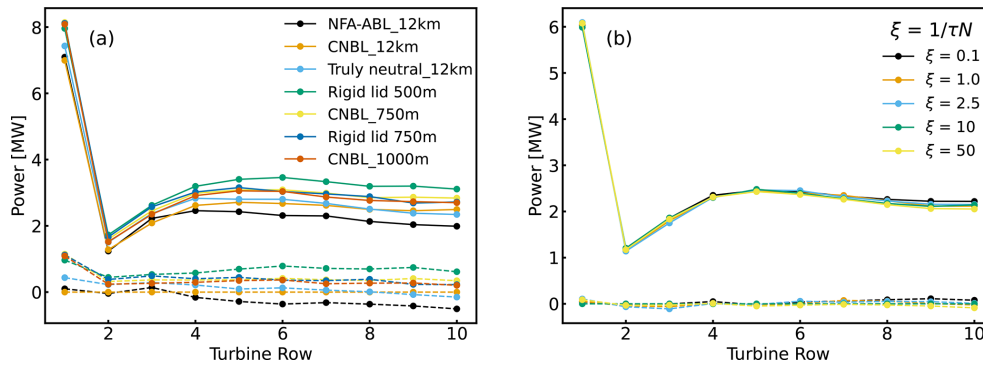 (a)
NFA-ABL_12km
CNBL_12km
Truly neutral_12km
Rigid lid 500m
CNBL_750m
Rigid lid 750m
CNBL_1000m
8
6
4
2
0
Power [MW]
2
4
6
8
10
Turbine Row
(b)
ξ = 1/τN
ξ = 0.1
ξ = 1.0
ξ = 2.5
ξ = 10
ξ = 50
6
5
4
3
2
1
0
Power [MW]
2
4
6
8
10
Turbine Row